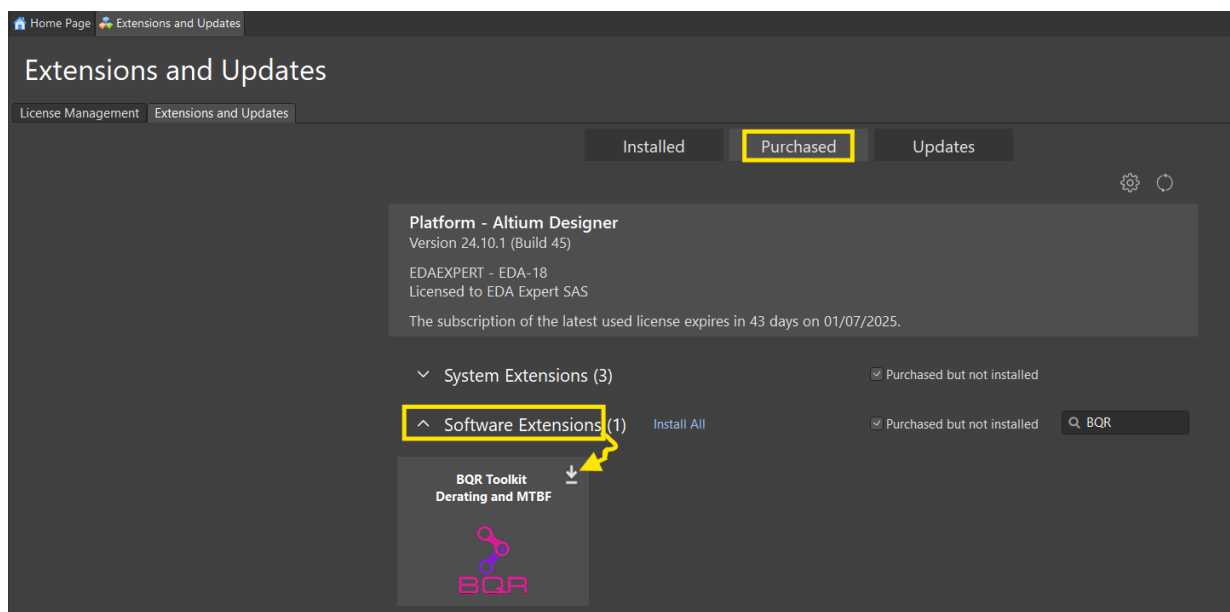 Home Page Extensions and Updates
Extensions and Updates
License Management Extensions and Updates
Installed Purchased Updates
Platform - Altium Designer
Version 24.10.1 (Build 45)
EDAEXPERT - EDA-18
Licensed to EDA Expert SAS
The subscription of the latest used license expires in 43 days on 01/07/2025.
System Extensions (3) Purchased but not installed
Software Extensions (1) Install All Purchased but not installed BQR
BQR Toolkit
Derating and MTBF
BQR